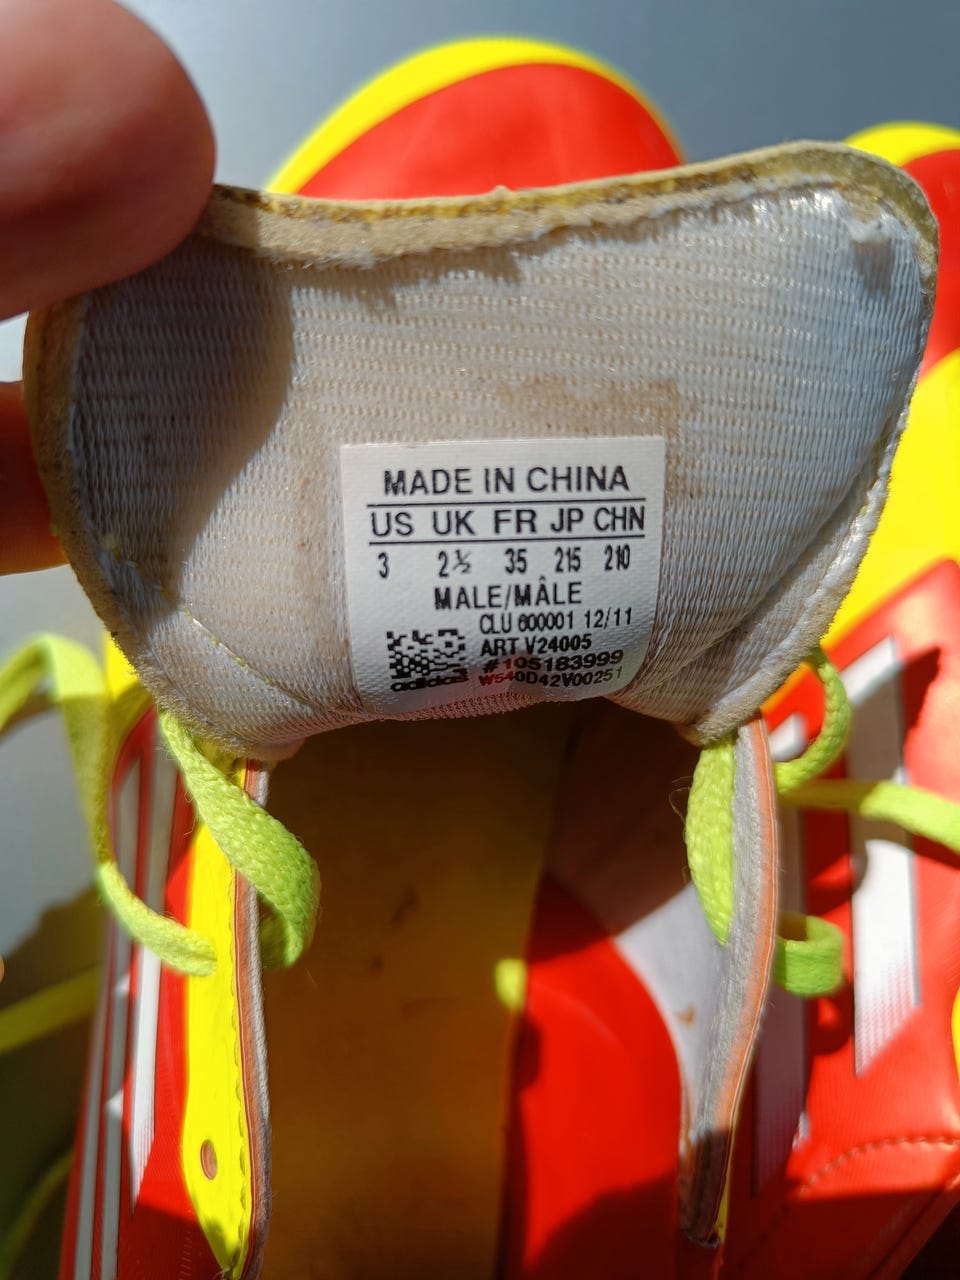 MADE IN CHINA
US UK FR JP CHN
3 2½ 35 215 210
MALE/MÂLE
CLU 600001 12/11
ART V24005
#105183999
adidas W540D42V00251